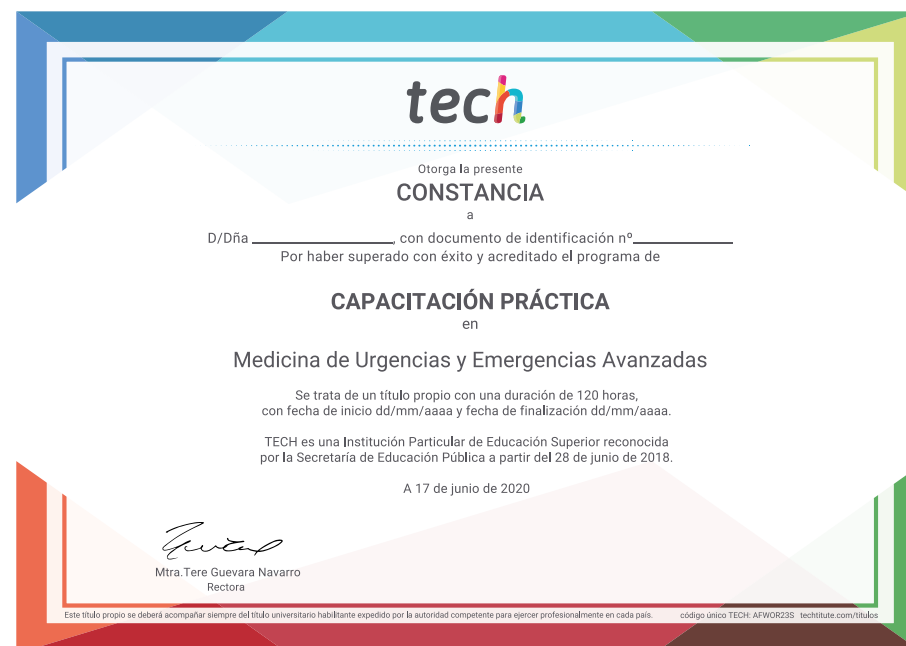 tech
Otorga la presente
CONSTANCIA
a
D/Dña ____________________, con documento de identificación nº______________
Por haber superado con éxito y acreditado el programa de
CAPACITACIÓN PRÁCTICA
en
Medicina de Urgencias y Emergencias Avanzadas
Se trata de un título propio con una duración de 120 horas,
con fecha de inicio dd/mm/aaaa y fecha de finalización dd/mm/aaaa.
TECH es una Institución Particular de Educación Superior reconocida
por la Secretaría de Educación Pública a partir del 28 de junio de 2018.
A 17 de junio de 2020
Mtra.Tere Guevara Navarro
Rectora
Este título propio se deberá acompañar siempre del título universitario habilitante expedido por la autoridad competente para ejercer profesionalmente en cada país. código único TECH: AFWOR23S techtitute.com/titulos